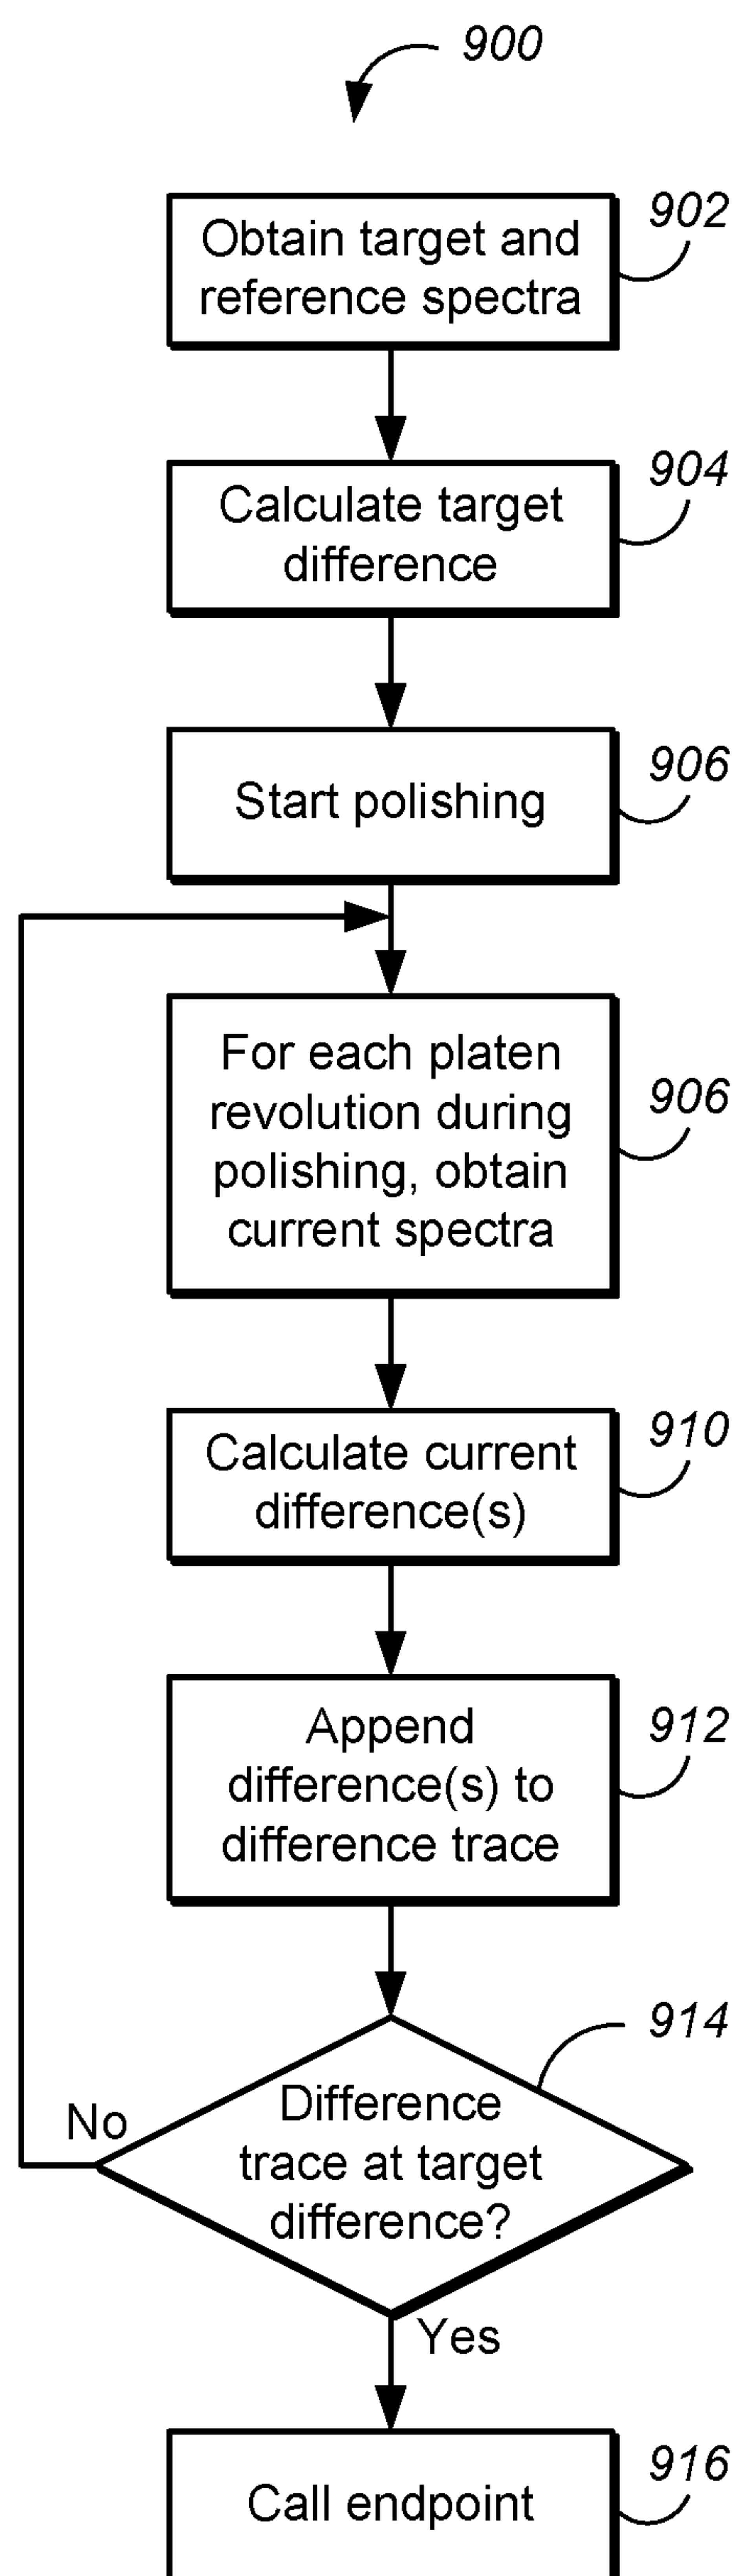 900
902
Obtain target and
reference spectra
904
Calculate target
difference
906
Start polishing
For each platen
revolution during
polishing, obtain
current spectra
906
Calculate current
difference(s)
910
Append
difference(s) to
difference trace
912
914
Difference
trace at target
difference?
No
Yes
Call endpoint
916